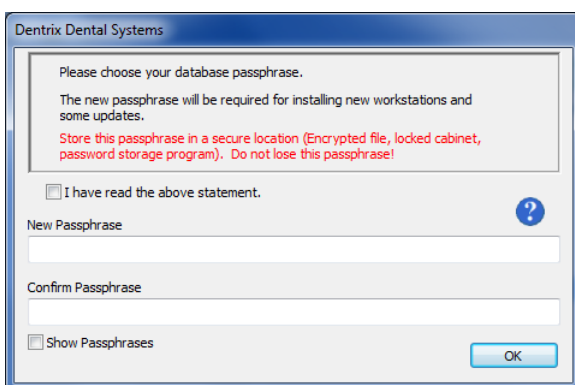 Dentrix Dental Systems
Please choose your database passphrase.
The new passphrase will be required for installing new workstations and
some updates.
Store this passphrase in a secure location (Encrypted file, locked cabinet,
password storage program).  Do not lose this passphrase!
I have read the above statement.
?
New Passphrase
Confirm Passphrase
Show Passphrases
OK